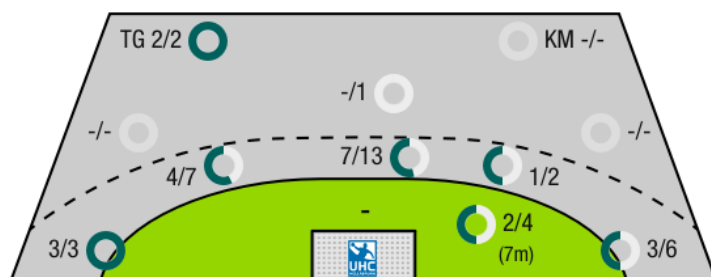 TG 2/2
KM -/-
-/1
-/-
-/-
4/7
7/13
1/2
-
2/4
(7m)
3/3
3/6
UHC